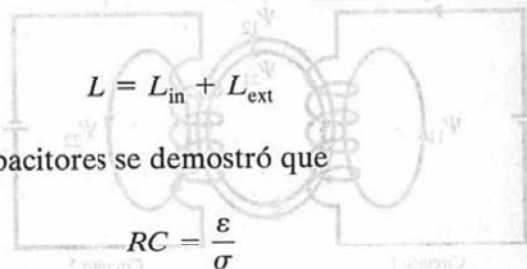 L = L_in + L_ext
pacitores se demostró que
RC = ε/σ